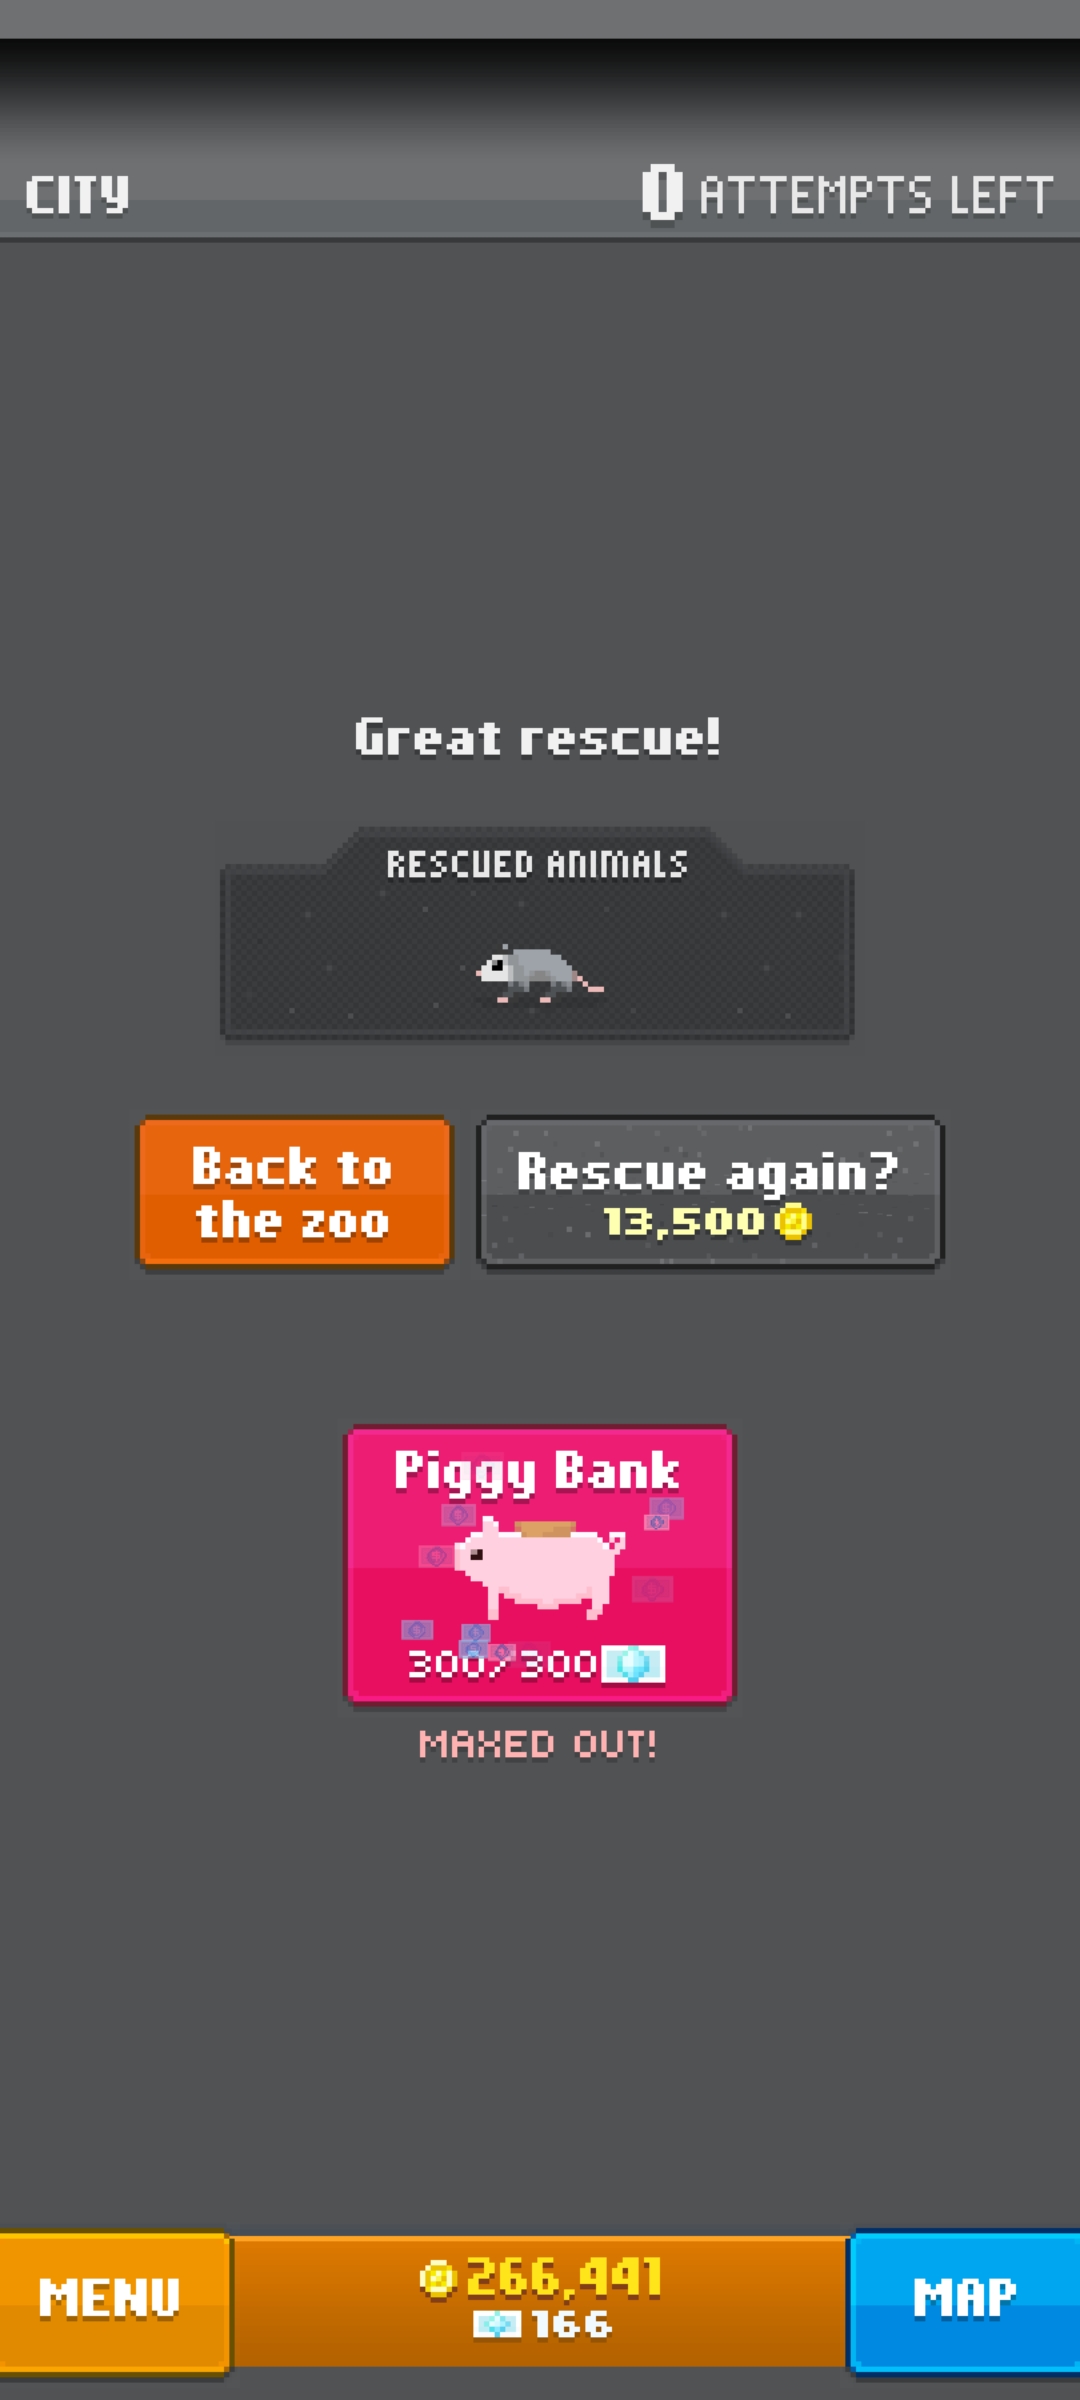 CITY
0 ATTEMPTS LEFT
Great rescue!
RESCUED ANIMALS
Back to
the zoo
Rescue again?
13,500
Piggy Bank
300/300
MAXED OUT!
MENU
266,441
166
MAP